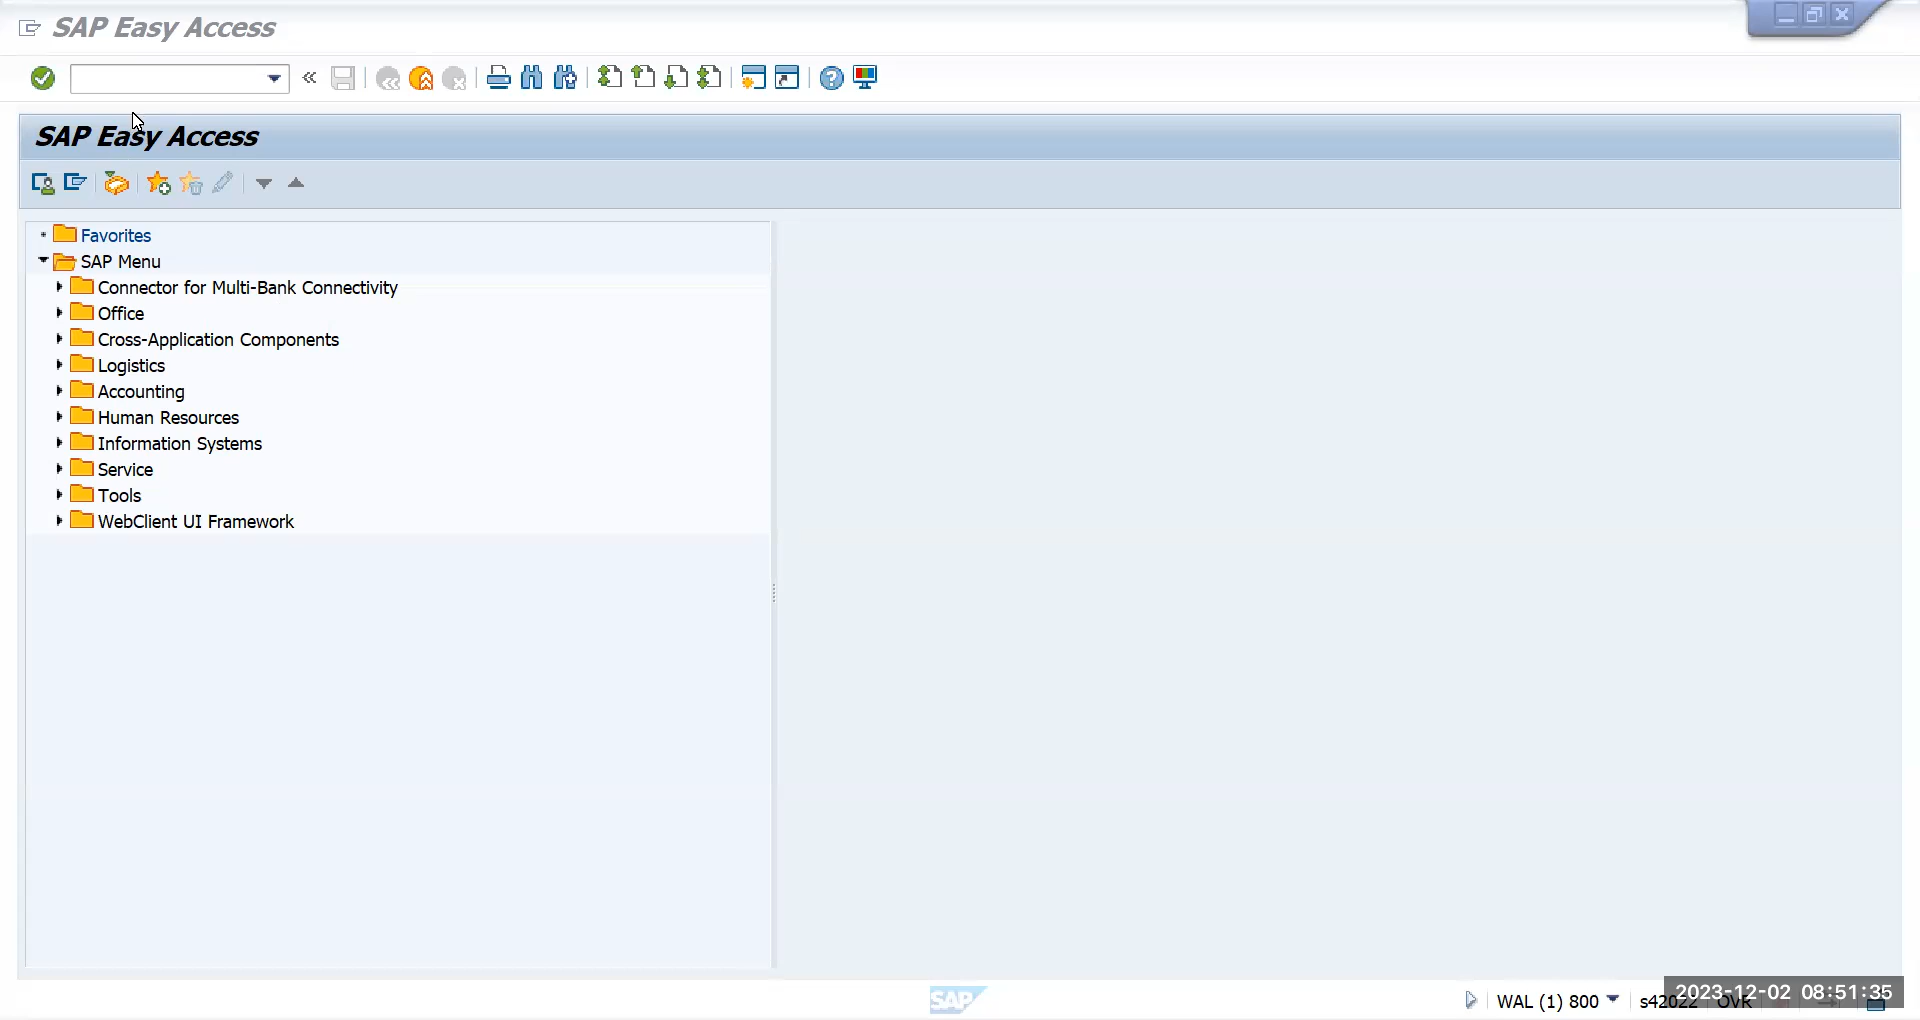 SAP Easy Access
SAP Easy Access
Favorites
SAP Menu
Connector for Multi-Bank Connectivity
Office
Cross-Application Components
Logistics
Accounting
Human Resources
Information Systems
Service
Tools
WebClient UI Framework
SAP
WAL (1) 800
s42022
OVR
2023-12-02 08:51:35